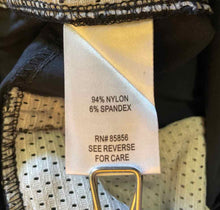 94% NYLON
6% SPANDEX
RN# 85856
SEE REVERSE
FOR CARE